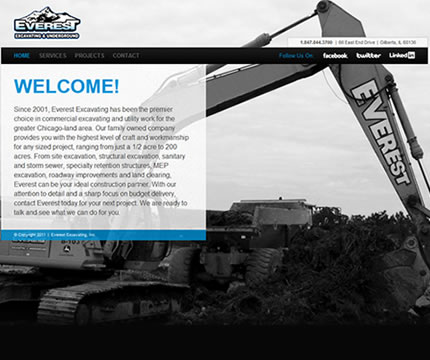 EVEREST
EXCAVATING & UNDERGROUND
1.847.844.3700 | 66 East End Drive | Gilberts, IL 60136
HOME SERVICES PROJECTS CONTACT
Follow Us On: facebook twitter Linkedin
WELCOME!
Since 2001, Everest Excavating has been the premier
choice in commercial excavating and utility work for the
greater Chicago-land area. Our family owned company
provides you with the highest level of craft and workmanship
for any sized project, ranging from just a 1/2 acre to 200
acres. From site excavation, structural excavation, sanitary
and storm sewer, specialty retention structures, MEP
excavation, roadway improvements and land clearing,
Everest can be your ideal construction partner. With our
attention to detail and a sharp focus on budget delivery,
contact Everest today for your next project. We are ready to
talk and see what we can do for you.
© Copyright 2011 | Everest Excavating, Inc.
EVEREST